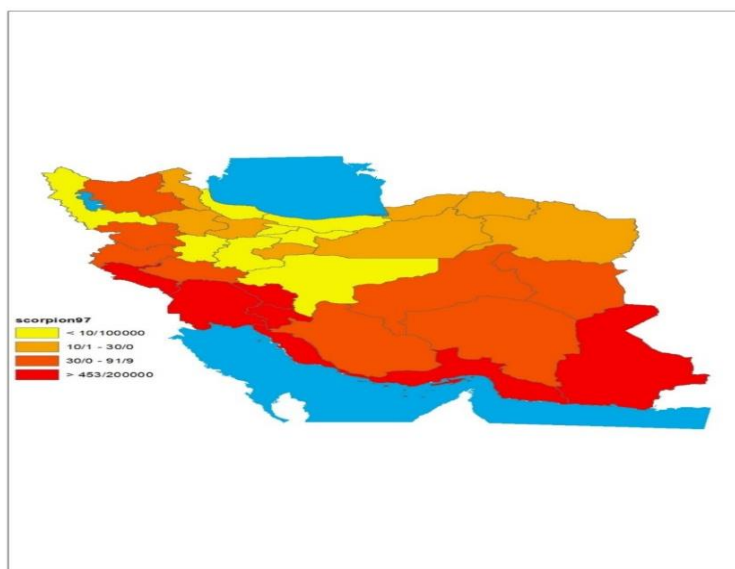 scorpion97
< 10/100000
10/1 - 30/0
30/0 - 91/9
> 453/200000